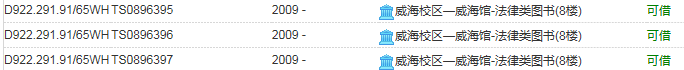 D922.291.91/65WH TS0896395 2009 - 威海校区—威海馆-法律类图书(8楼) 可借
D922.291.91/65WH TS0896396 2009 - 威海校区—威海馆-法律类图书(8楼) 可借
D922.291.91/65WH TS0896397 2009 - 威海校区—威海馆-法律类图书(8楼) 可借